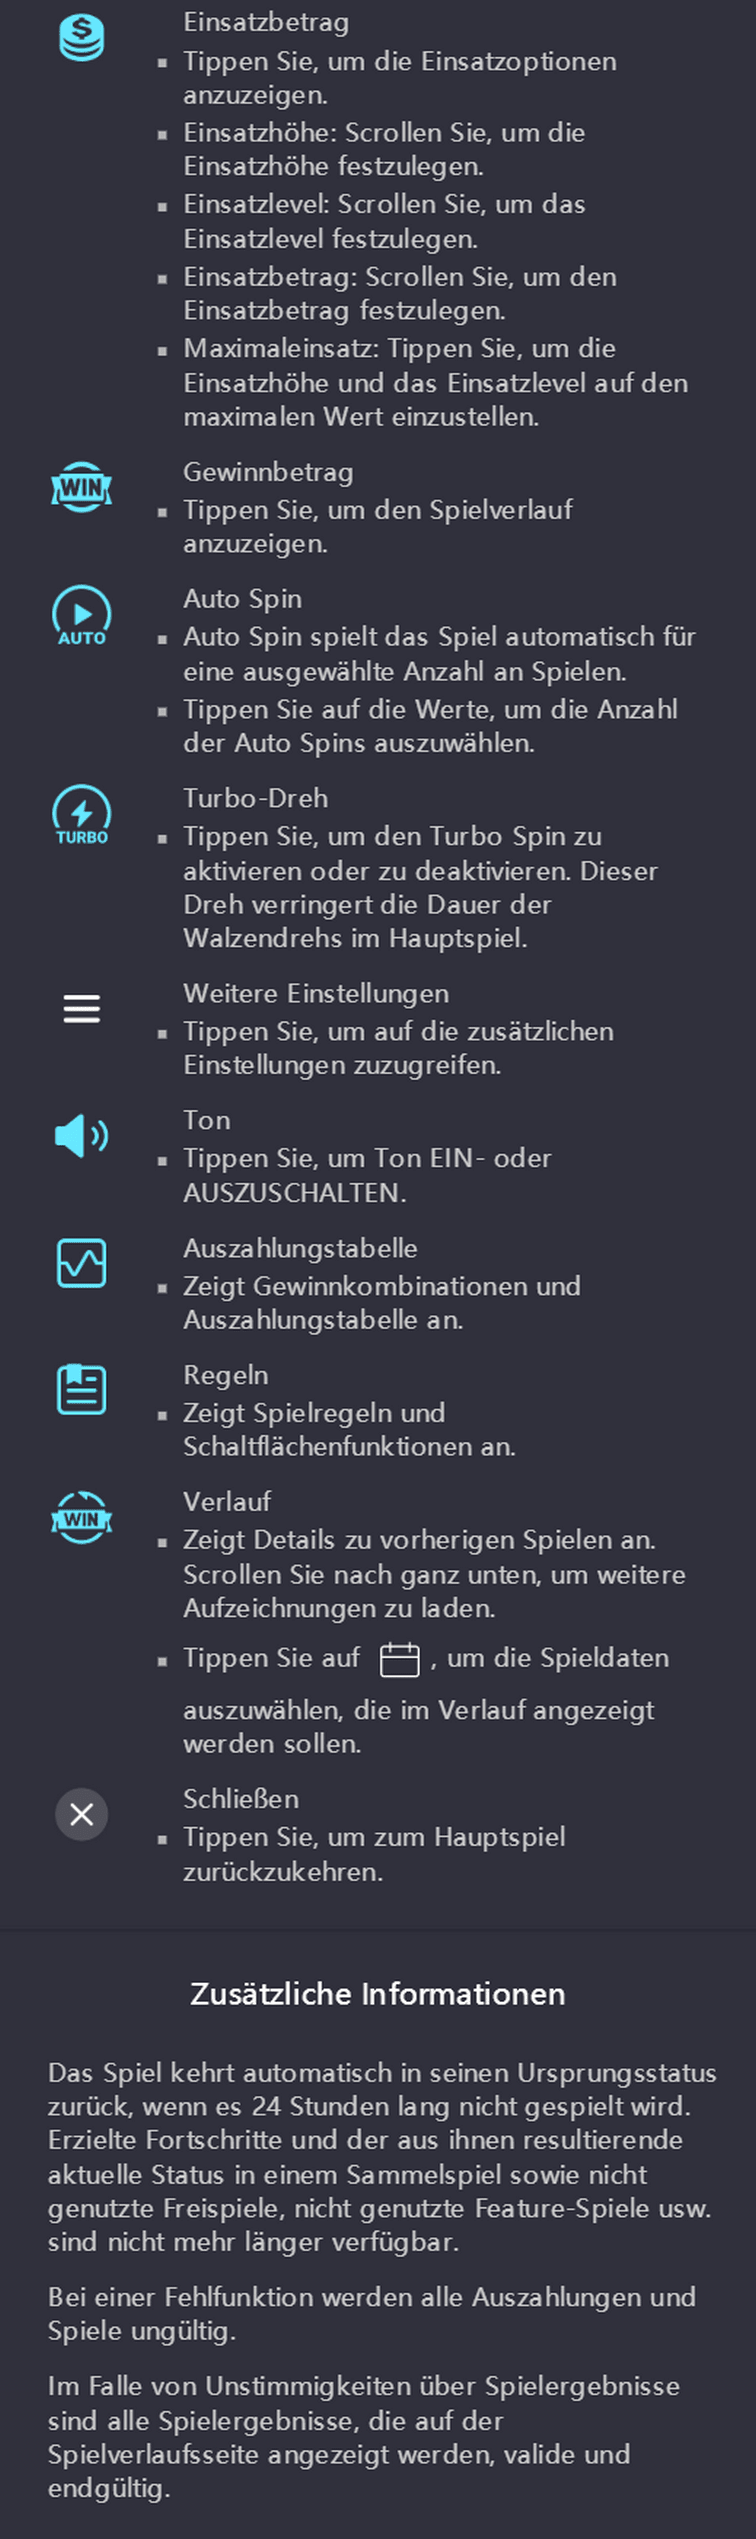 Einsatzbetrag
▪ Tippen Sie, um die Einsatzoptionen
anzuzeigen.
▪ Einsatzhöhe: Scrollen Sie, um die
Einsatzhöhe festzulegen.
▪ Einsatzlevel: Scrollen Sie, um das
Einsatzlevel festzulegen.
▪ Einsatzbetrag: Scrollen Sie, um den
Einsatzbetrag festzulegen.
▪ Maximaleinsatz: Tippen Sie, um die
Einsatzhöhe und das Einsatzlevel auf den
maximalen Wert einzustellen.
WIN
Gewinnbetrag
▪ Tippen Sie, um den Spielverlauf
anzuzeigen.
AUTO
Auto Spin
▪ Auto Spin spielt das Spiel automatisch für
eine ausgewählte Anzahl an Spielen.
▪ Tippen Sie auf die Werte, um die Anzahl
der Auto Spins auszuwählen.
TURBO
Turbo-Dreh
▪ Tippen Sie, um den Turbo Spin zu
aktivieren oder zu deaktivieren. Dieser
Dreh verringert die Dauer der
Walzendrehs im Hauptspiel.
Weitere Einstellungen
▪ Tippen Sie, um auf die zusätzlichen
Einstellungen zuzugreifen.
Ton
▪ Tippen Sie, um Ton EIN- oder
AUSZUSCHALTEN.
Auszahlungstabelle
▪ Zeigt Gewinnkombinationen und
Auszahlungstabelle an.
Regeln
▪ Zeigt Spielregeln und
Schaltflächenfunktionen an.
WIN
Verlauf
▪ Zeigt Details zu vorherigen Spielen an.
Scrollen Sie nach ganz unten, um weitere
Aufzeichnungen zu laden.
▪ Tippen Sie auf , um die Spieldaten
auszuwählen, die im Verlauf angezeigt
werden sollen.
Schließen
▪ Tippen Sie, um zum Hauptspiel
zurückzukehren.
Zusätzliche Informationen
Das Spiel kehrt automatisch in seinen Ursprungsstatus
zurück, wenn es 24 Stunden lang nicht gespielt wird.
Erzielte Fortschritte und der aus ihnen resultierende
aktuelle Status in einem Sammelspiel sowie nicht
genutzte Freispiele, nicht genutzte Feature-Spiele usw.
sind nicht mehr länger verfügbar.
Bei einer Fehlfunktion werden alle Auszahlungen und
Spiele ungültig.
Im Falle von Unstimmigkeiten über Spielergebnisse
sind alle Spielergebnisse, die auf der
Spielverlaufsseite angezeigt werden, valide und
endgültig.